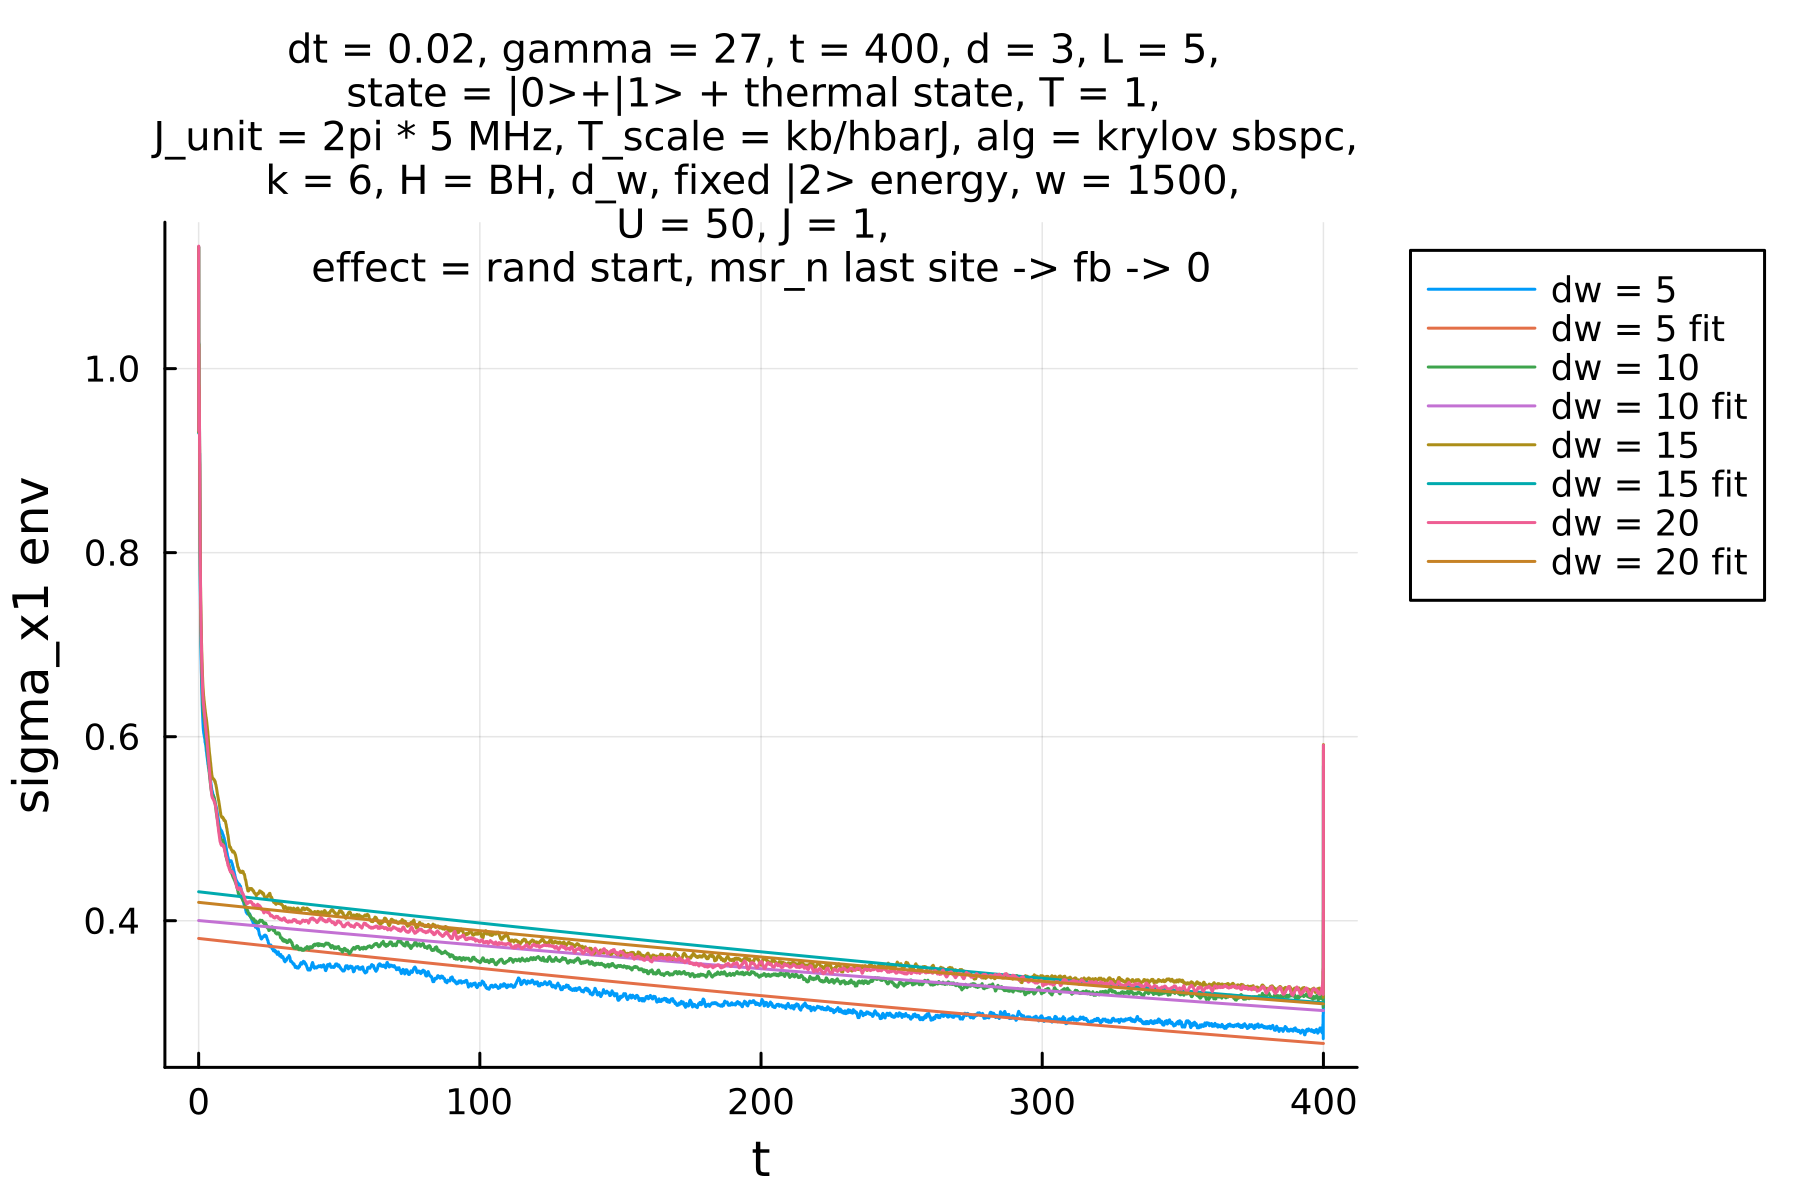 dt = 0.02, gamma = 27, t = 400, d = 3, L = 5,
state = |0>+|1> + thermal state, T = 1,
J_unit = 2pi * 5 MHz, T_scale = kb/hbarJ, alg = krylov sbspc,
k = 6, H = BH, d_w, fixed |2> energy, w = 1500,
U = 50, J = 1,
effect = rand start, msr_n last site -> fb -> 0
sigma_x1 env
1.0
0.8
0.6
0.4
0
100
200
300
400
t
dw = 5
dw = 5 fit
dw = 10
dw = 10 fit
dw = 15
dw = 15 fit
dw = 20
dw = 20 fit